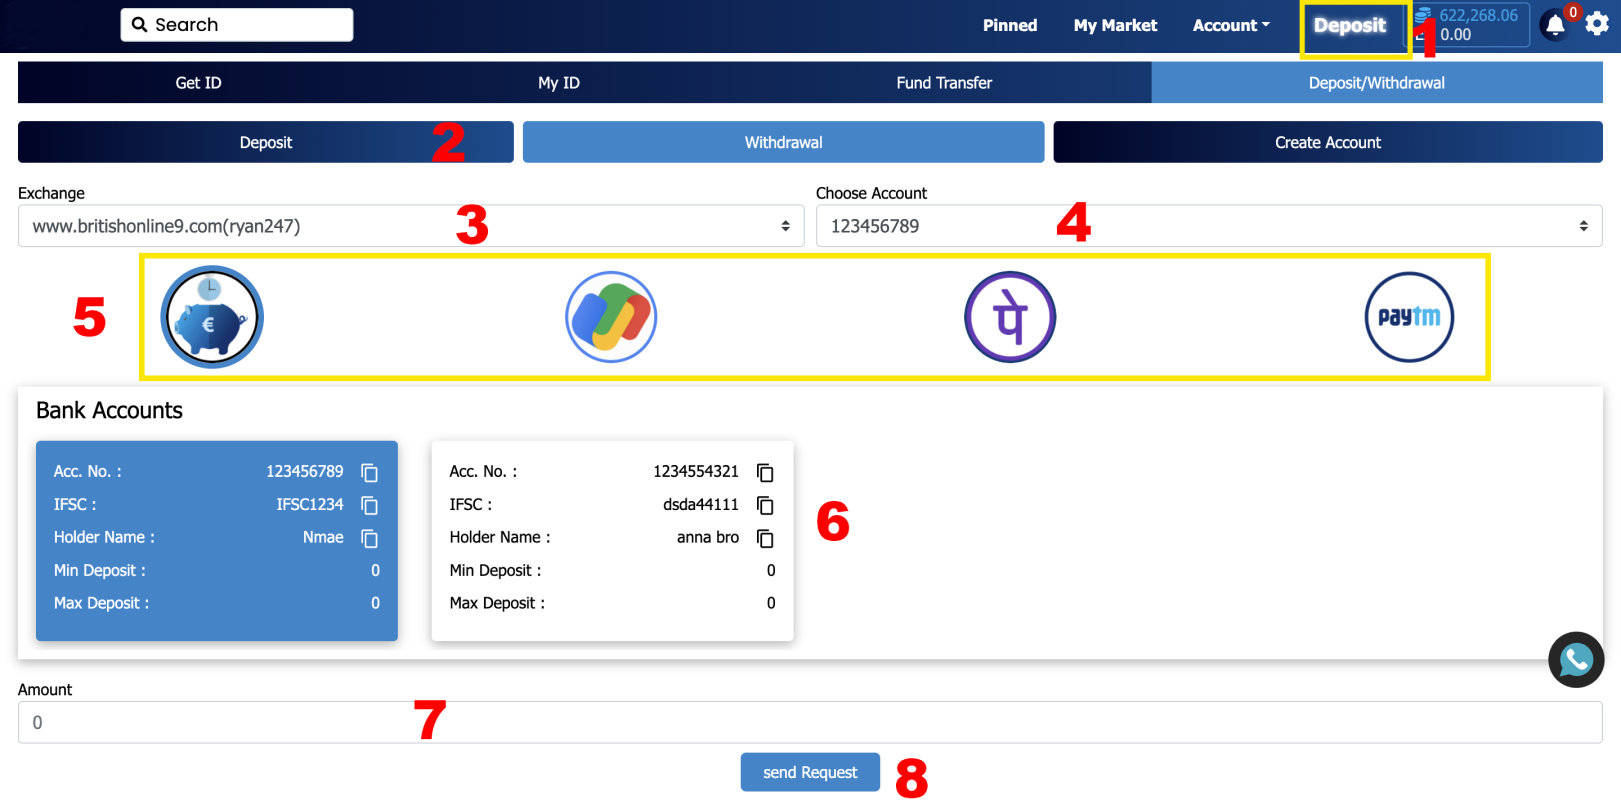 Search
Pinned My Market Account Deposit 1 622,268.06 0
0.00
Get ID My ID Fund Transfer Deposit/Withdrawal
Deposit 2 Withdrawal Create Account
Exchange Choose Account
www.britishonline9.com(ryan247) 3 123456789 4
5 € पे paytm
Bank Accounts
Acc. No. : 123456789 Acc. No. : 1234554321
IFSC : IFSC1234 IFSC : dsda44111
Holder Name : Nmae Holder Name : anna bro 6
Min Deposit : 0 Min Deposit : 0
Max Deposit : 0 Max Deposit : 0
Amount
0 7
send Request 8